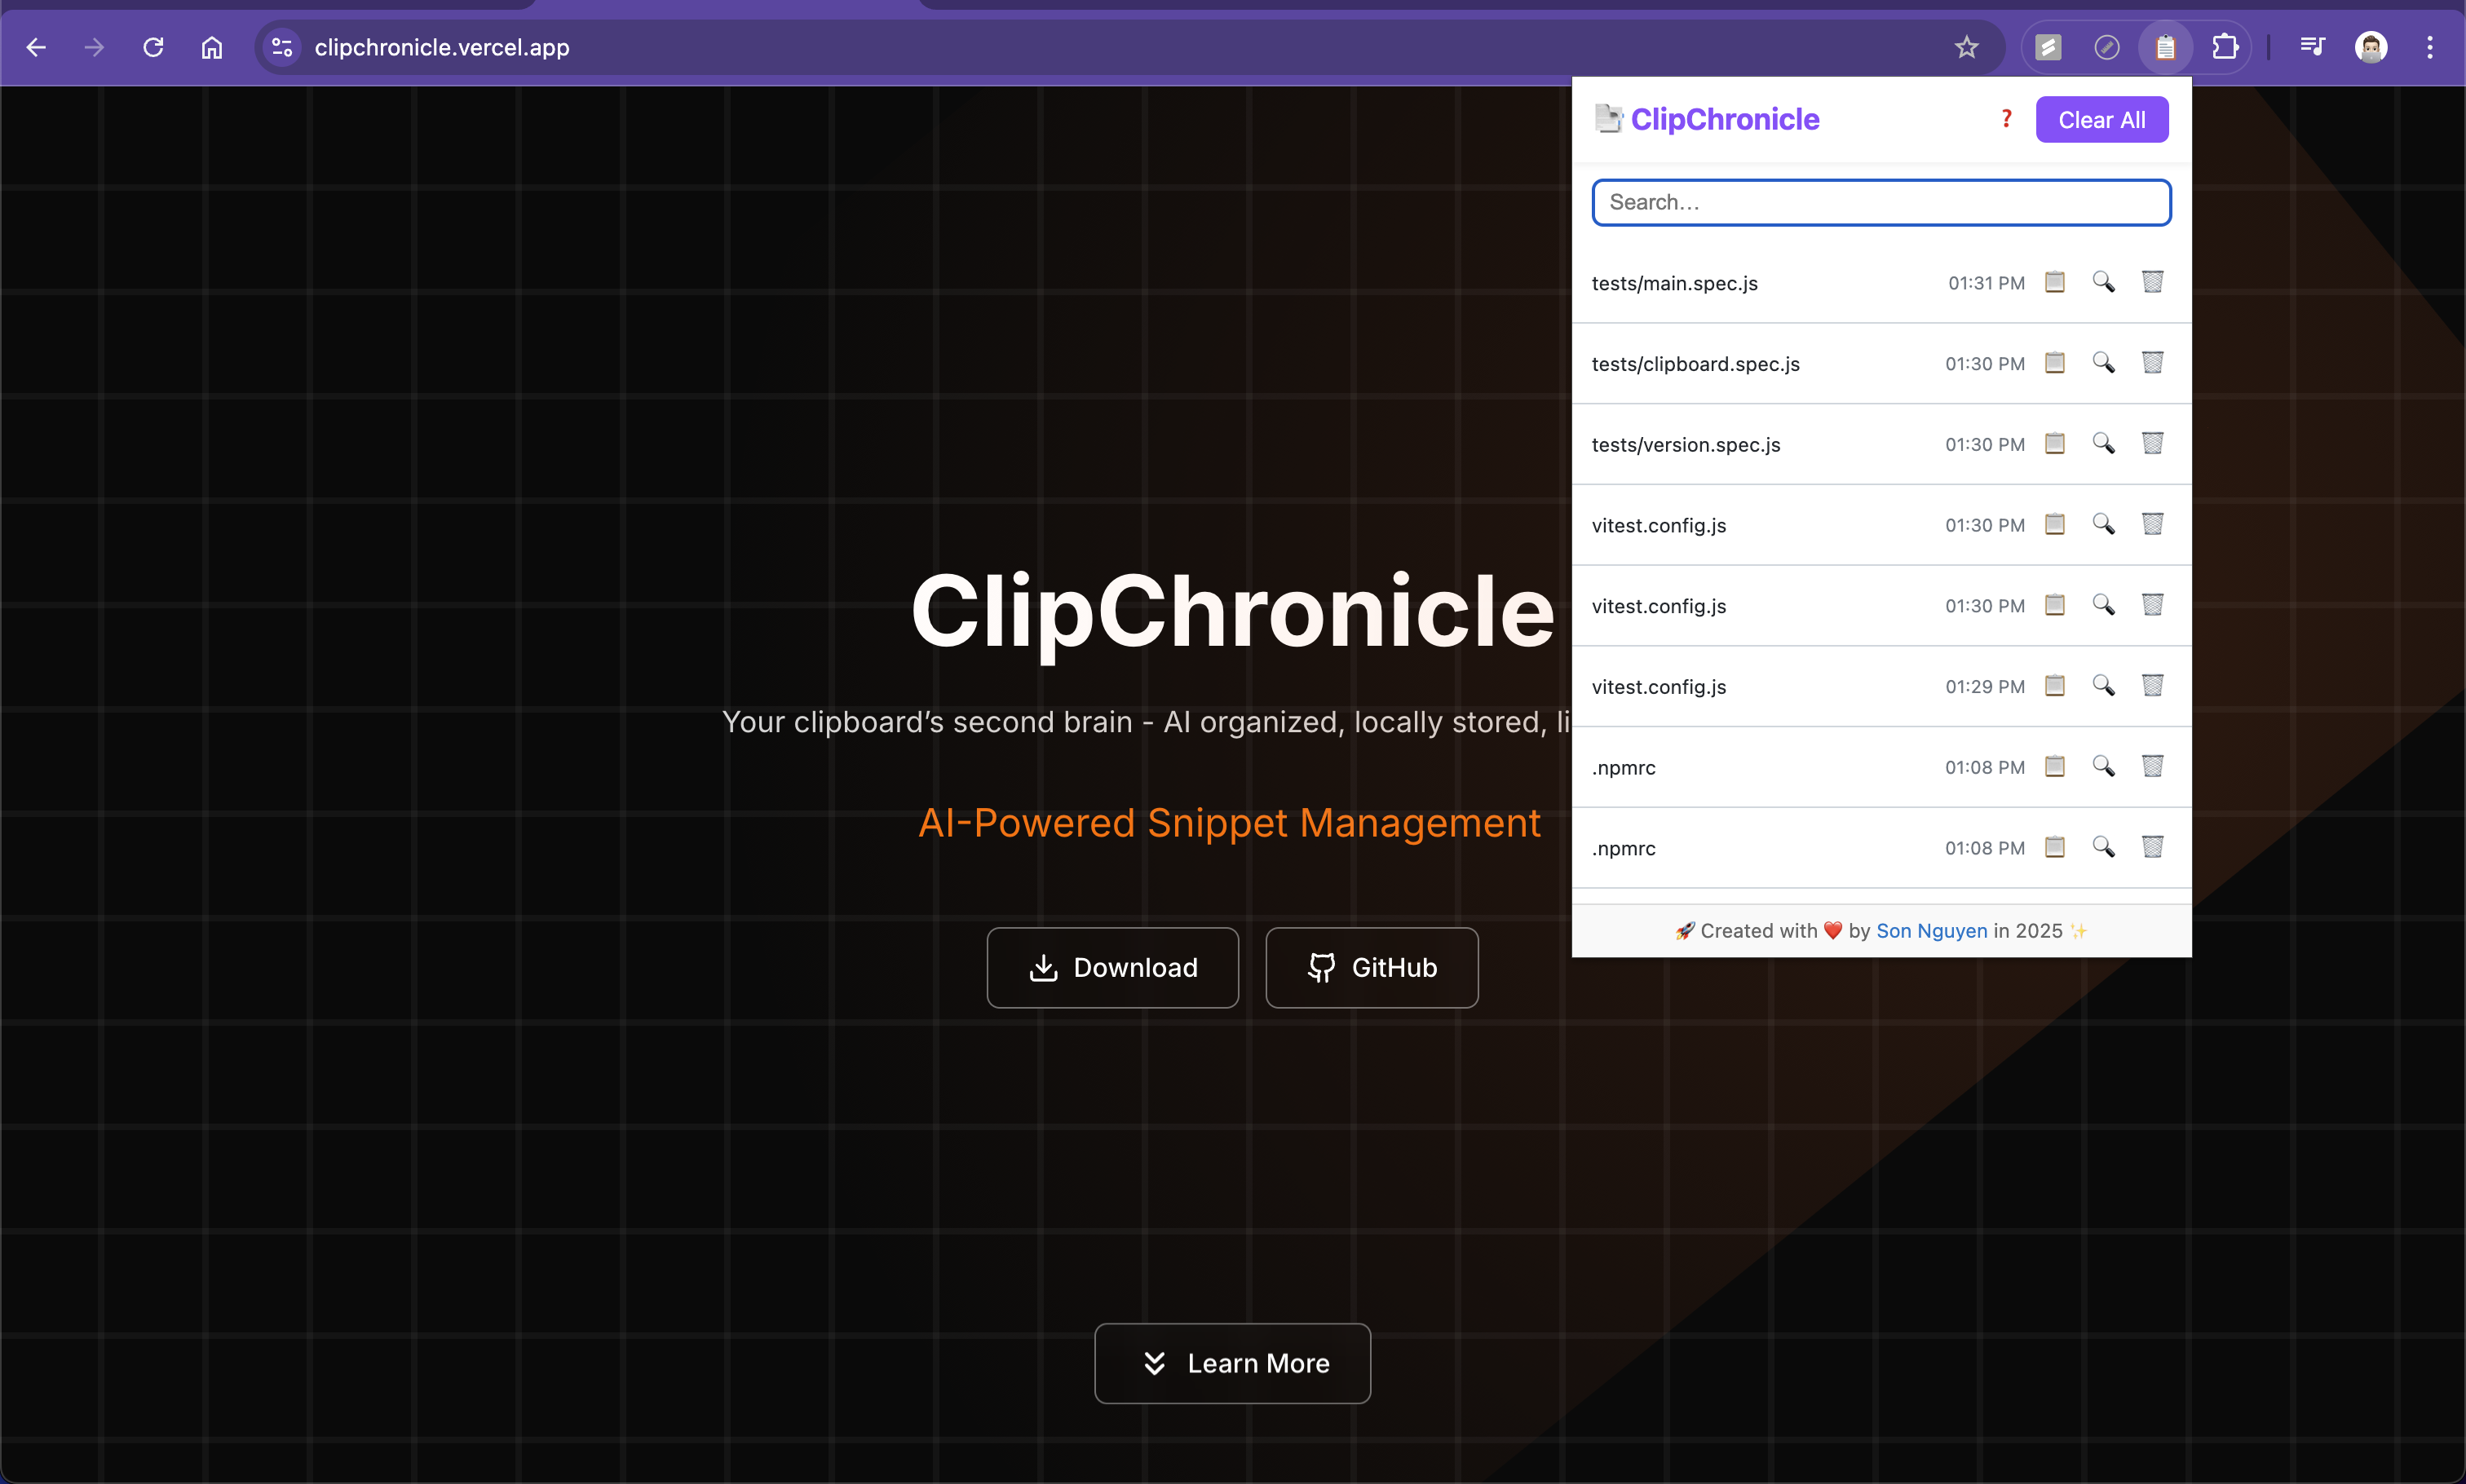 clipchronicle.vercel.app
ClipChronicle
Clear All
Search...
tests/main.spec.js 01:31 PM
tests/clipboard.spec.js 01:30 PM
tests/version.spec.js 01:30 PM
vitest.config.js 01:30 PM
vitest.config.js 01:30 PM
vitest.config.js 01:29 PM
.npmrc 01:08 PM
.npmrc 01:08 PM
🚀 Created with ❤️ by Son Nguyen in 2025 ✨
ClipChronicle
Your clipboard’s second brain - AI organized, locally stored, li
AI-Powered Snippet Management
Download
GitHub
Learn More